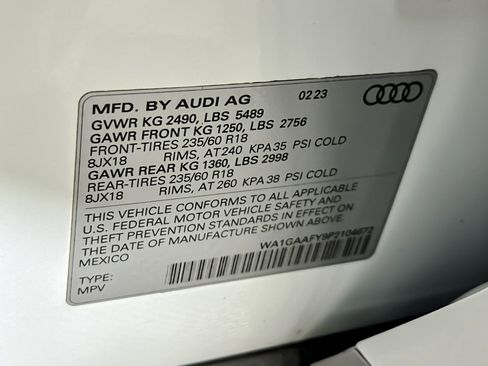 MFD. BY AUDI AG 02 23
GVWR KG 2490, LBS 5489
GAWR FRONT KG 1250, LBS 2756
FRONT-TIRES 235/60 R18
8JX18 RIMS, AT 240 KPA 35 PSI COLD
GAWR REAR KG 1360, LBS 2998
REAR-TIRES 235/60 R18
8JX18 RIMS, AT 260 KPA 38 PSI COLD
THIS VEHICLE CONFORMS TO ALL APPLICABLE
U.S. FEDERAL MOTOR VEHICLE SAFETY AND
THEFT PREVENTION STANDARDS IN EFFECT ON
THE DATE OF MANUFACTURE SHOWN ABOVE.
MEXICO WA1GAAFY9P2104672
TYPE:
MPV